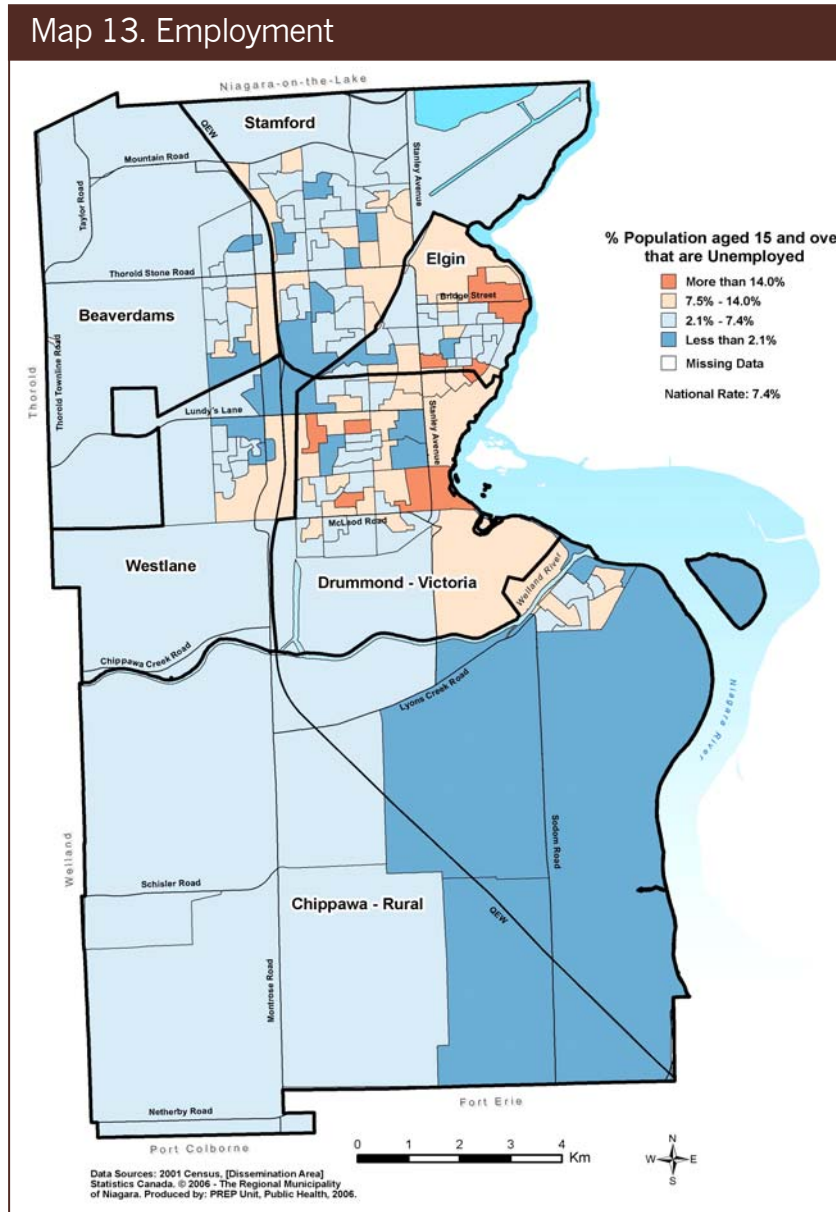 Map 13. Employment
Niagara-on-the-Lake
Stamford
QEW
Mountain Road
Stanley Avenue
Taylor Road
Elgin
Thorold Stone Road
Bridge Street
Beaverdams
Thorold Townline Road
Thorold
Lundy's Lane
Stanley Avenue
McLeod Road
Westlane
Drummond - Victoria
Welland River
Chippawa Creek Road
Lyons Creek Road
Niagara River
Welland
Sodom Road
Schisler Road
Chippawa - Rural
QEW
Montrose Road
Netherby Road
Fort Erie
Port Colborne
% Population aged 15 and ove
that are Unemployed
More than 14.0%
7.5% - 14.0%
2.1% - 7.4%
Less than 2.1%
Missing Data
National Rate: 7.4%
0 1 2 3 4
Km
N
W E
S
Data Sources: 2001 Census, [Dissemination Area]
Statistics Canada. © 2006 - The Regional Municipality
of Niagara. Produced by: PREP Unit, Public Health, 2006.